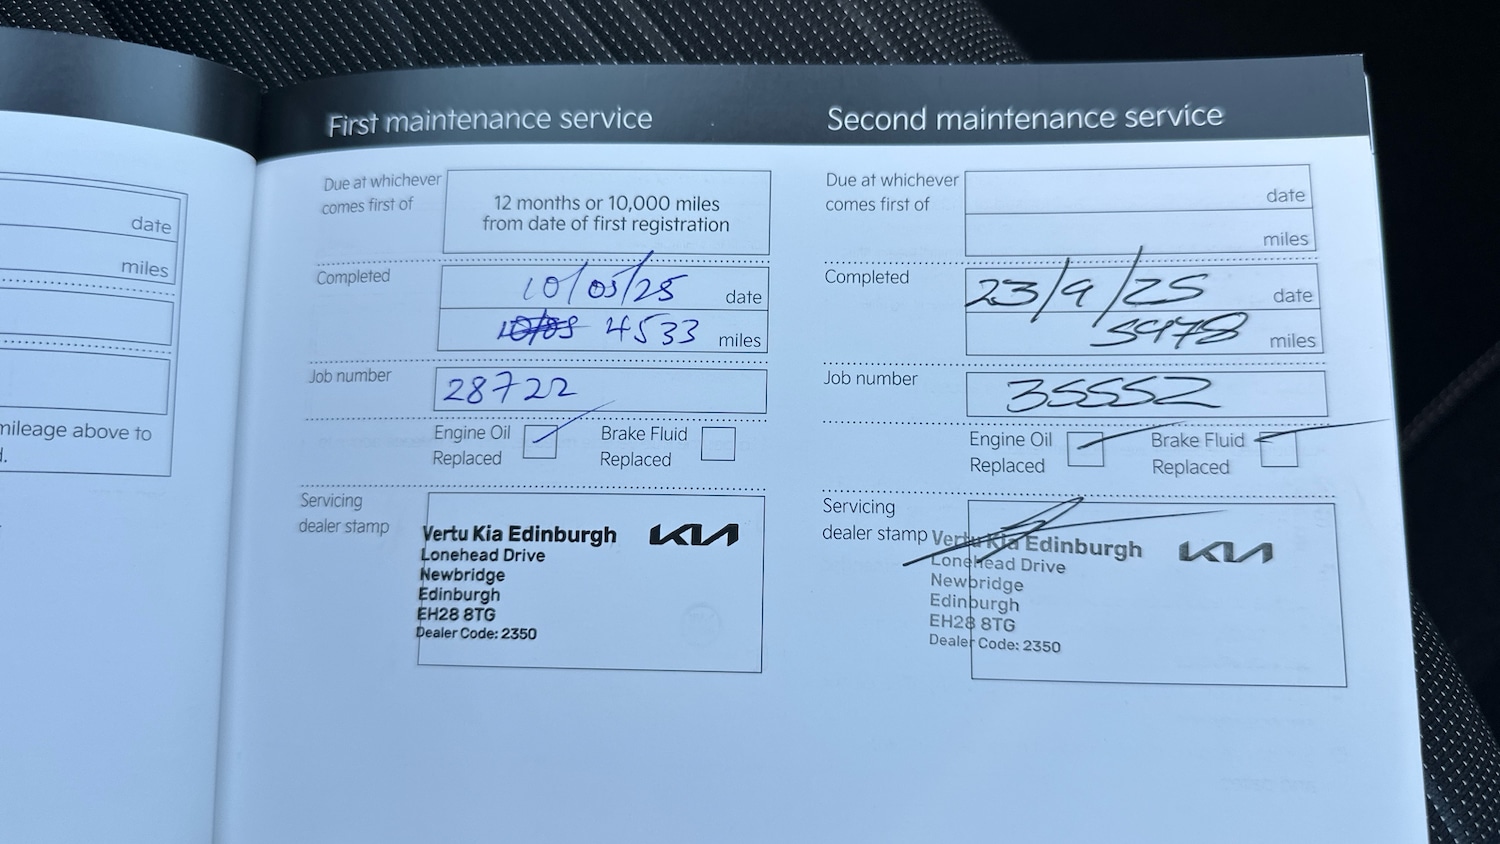 date
miles
mileage above to
First maintenance service
Due at whichever
comes first of
12 months or 10,000 miles
from date of first registration
Completed
10/05/25 date
4533 miles
Job number
28722
Engine Oil
Replaced
Brake Fluid
Replaced
Servicing
dealer stamp
Vertu Kia Edinburgh
KIA
Lonehead Drive
Newbridge
Edinburgh
EH28 8TG
Dealer Code: 2350
Second maintenance service
Due at whichever
comes first of
date
miles
Completed
23/9/25 date
5978 miles
Job number
35552
Engine Oil
Replaced
Brake Fluid
Replaced
Servicing
dealer stamp
Vertu Kia Edinburgh
KIA
Lonehead Drive
Newbridge
Edinburgh
EH28 8TG
Dealer Code: 2350